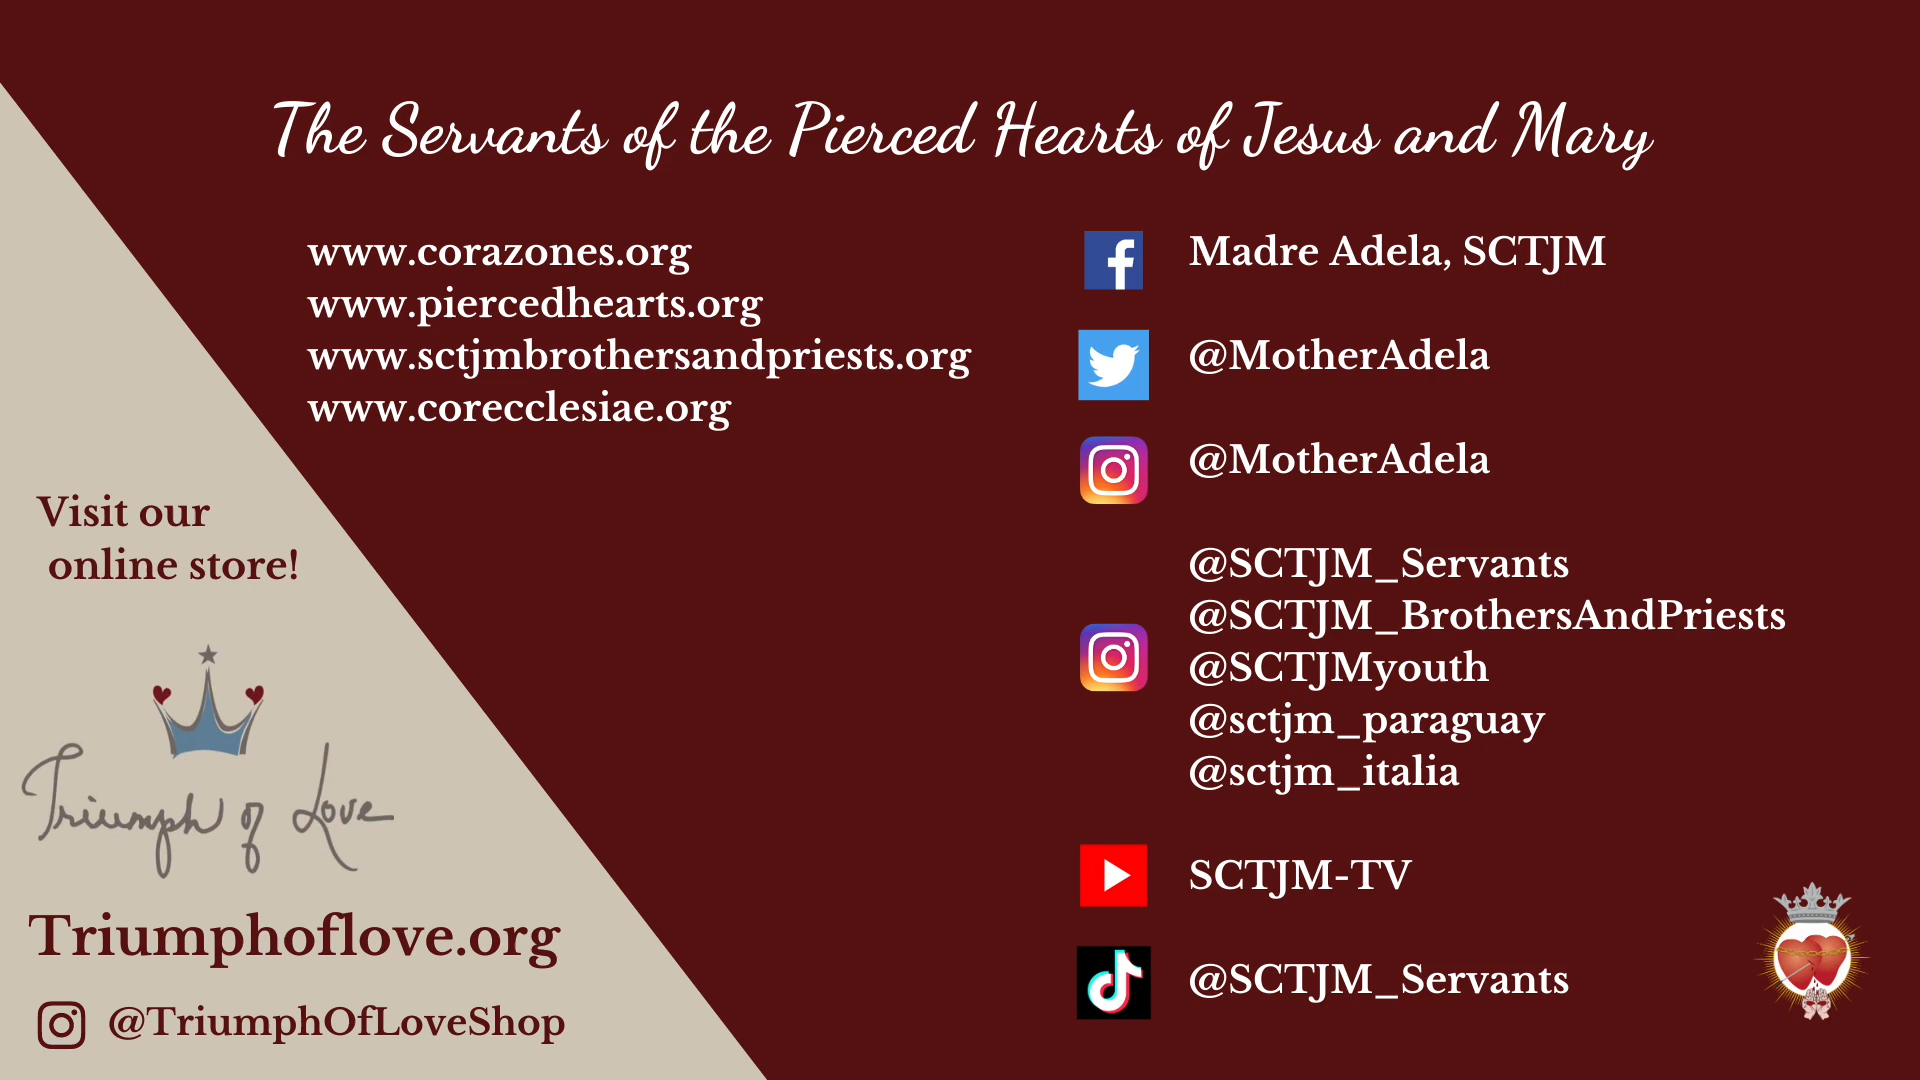 The Servants of the Pierced Hearts of Jesus and Mary
www.corazones.org
www.piercedhearts.org
www.sctjmbrothersandpriests.org
www.corecclesiae.org
Madre Adela, SCTJM
@MotherAdela
@MotherAdela
@SCTJM_Servants
@SCTJM_BrothersAndPriests
@SCTJMyouth
@sctjm_paraguay
@sctjm_italia
SCTJM-TV
@SCTJM_Servants
Visit our
online store!
Triumph of Love
Triumphoflove.org
@TriumphOfLoveShop